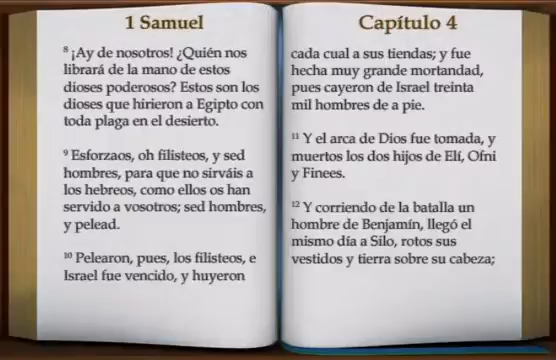 1 Samuel
⁸ ¡Ay de nosotros! ¿Quién nos
librará de la mano de estos
dioses poderosos? Estos son los
dioses que hirieron a Egipto con
toda plaga en el desierto.
⁹ Esforzaos, oh filisteos, y sed
hombres, para que no sirváis a
los hebreos, como ellos os han
servido a vosotros; sed hombres,
y pelead.
¹⁰ Pelearon, pues, los filisteos, e
Israel fue vencido, y huyeron
Capítulo 4
cada cual a sus tiendas; y fue
hecha muy grande mortandad,
pues cayeron de Israel treinta
mil hombres de a pie.
¹¹ Y el arca de Dios fue tomada, y
muertos los dos hijos de Elí, Ofni
y Finees.
¹² Y corriendo de la batalla un
hombre de Benjamín, llegó el
mismo día a Silo, rotos sus
vestidos y tierra sobre su cabeza;